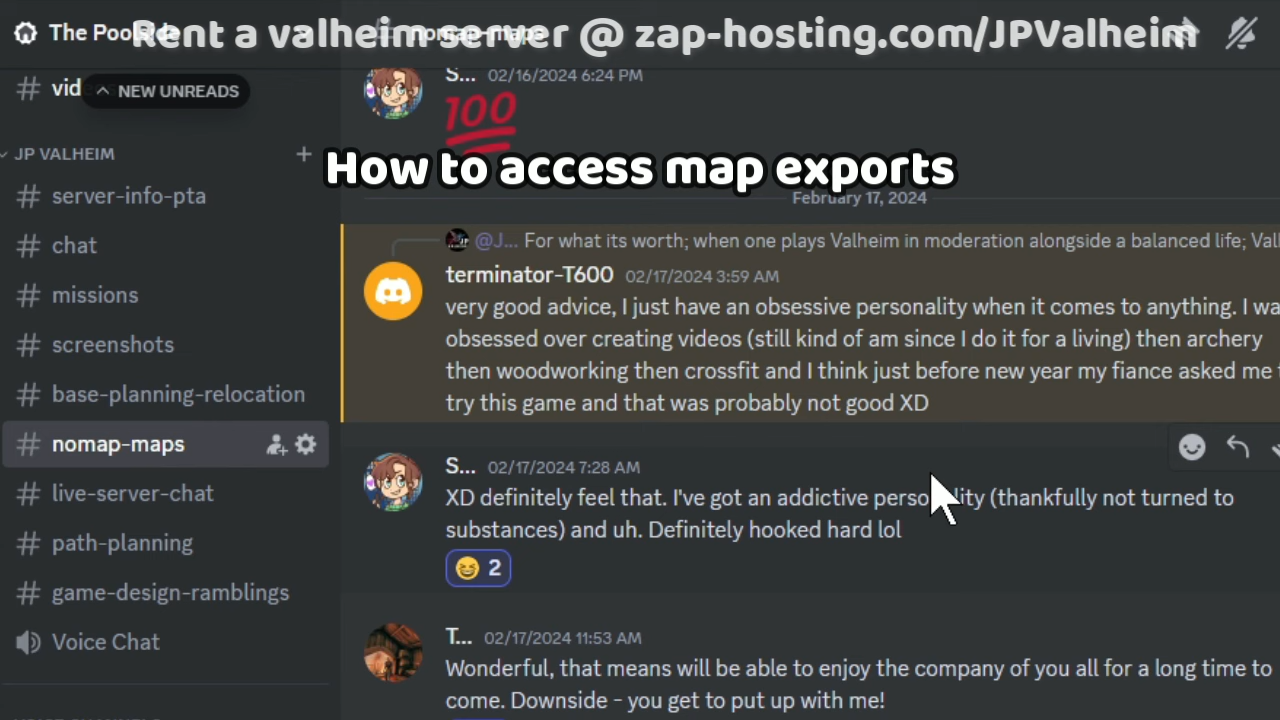 Rent a valheim server @ zap-hosting.com/JPValheim
The Poolside
nomap-maps
NEW UNREADS
JP VALHEIM
server-info-pta
chat
missions
screenshots
base-planning-relocation
nomap-maps
live-server-chat
path-planning
game-design-ramblings
Voice Chat
S... 02/16/2024 6:24 PM
100
How to access map exports
February 17, 2024
@J... For what its worth; when one plays Valheim in moderation alongside a balanced life;
terminator-T600 02/17/2024 3:59 AM
very good advice, I just have an obsessive personality when it comes to anything. I
obsessed over creating videos (still kind of am since I do it for a living) then archery
then woodworking then crossfit and I think just before new year my fiance asked me
try this game and that was probably not good XD
S... 02/17/2024 7:28 AM
XD definitely feel that. I've got an addictive personality (thankfully not turned to
substances) and uh. Definitely hooked hard lol
2
T... 02/17/2024 11:53 AM
Wonderful, that means will be able to enjoy the company of you all for a long time to
come. Downside - you get to put up with me!